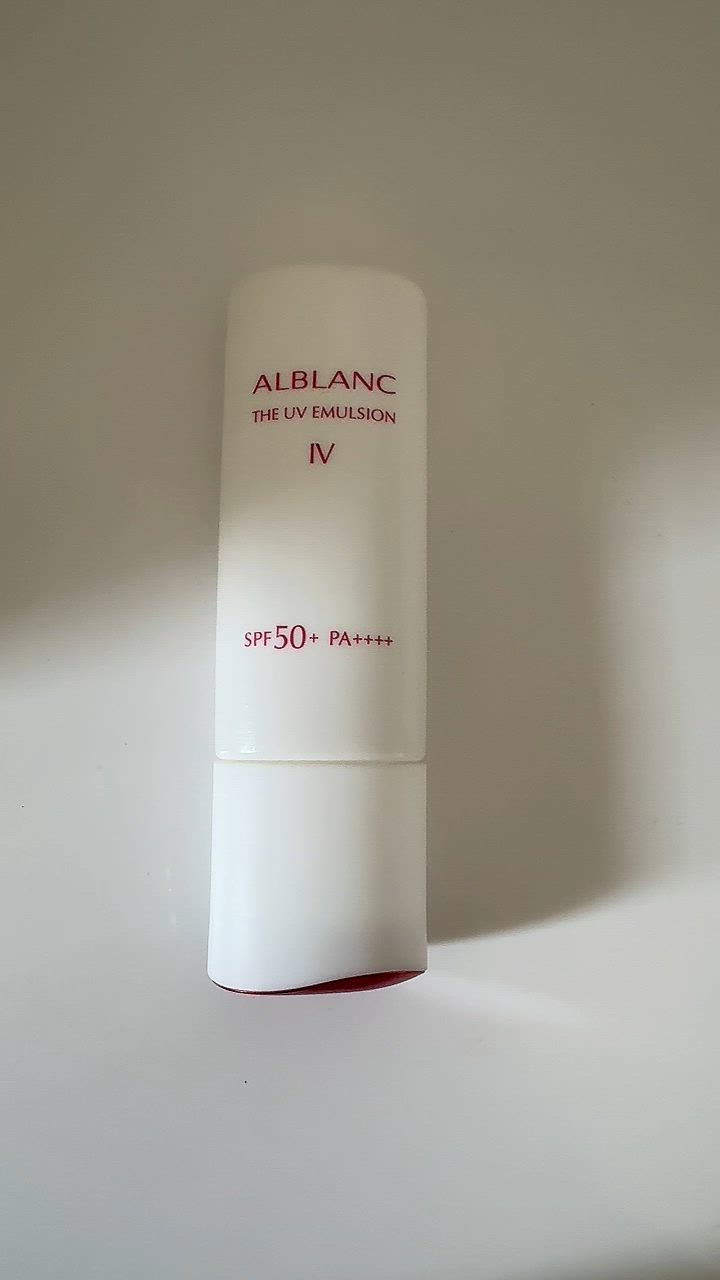 ALBLANC
THE UV EMULSION
IV
SPF50+ PA++++